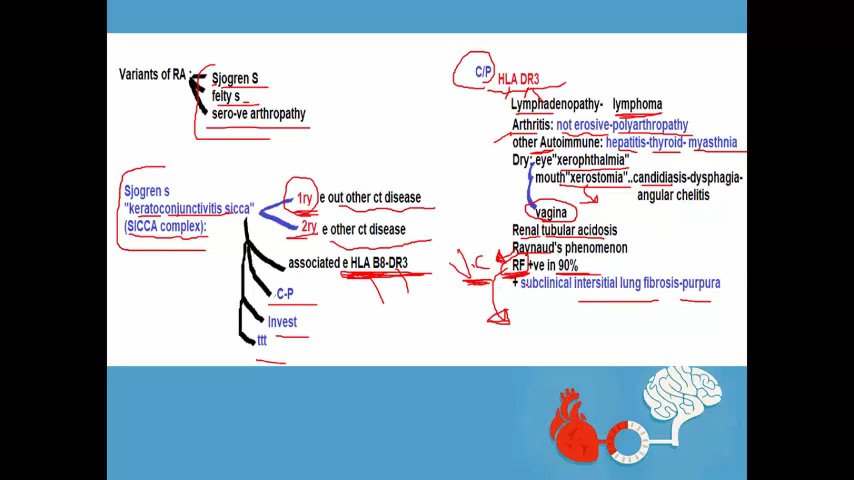 Variants of RA :
Sjogren S
felty s
sero-ve arthropathy
Sjogren s
"keratoconjunctivitis sicca"
(SICCA complex):
1ry e out other ct disease
2ry e other ct disease
associated e HLA B8-DR3
C-P
Invest
ttt
C/P
HLA DR3
Lymphadenopathy- lymphoma
Arthritis: not erosive-polyarthropathy
other Autoimmune: hepatitis-thyroid- myasthnia
Dry: eye"xerophthalmia"
mouth"xerostomia"..candidiasis-dysphagia-
angular chelitis
vagina
Renal tubular acidosis
Raynaud's phenomenon
RF +ve in 90%
+ subclinical intersitial lung fibrosis-purpura